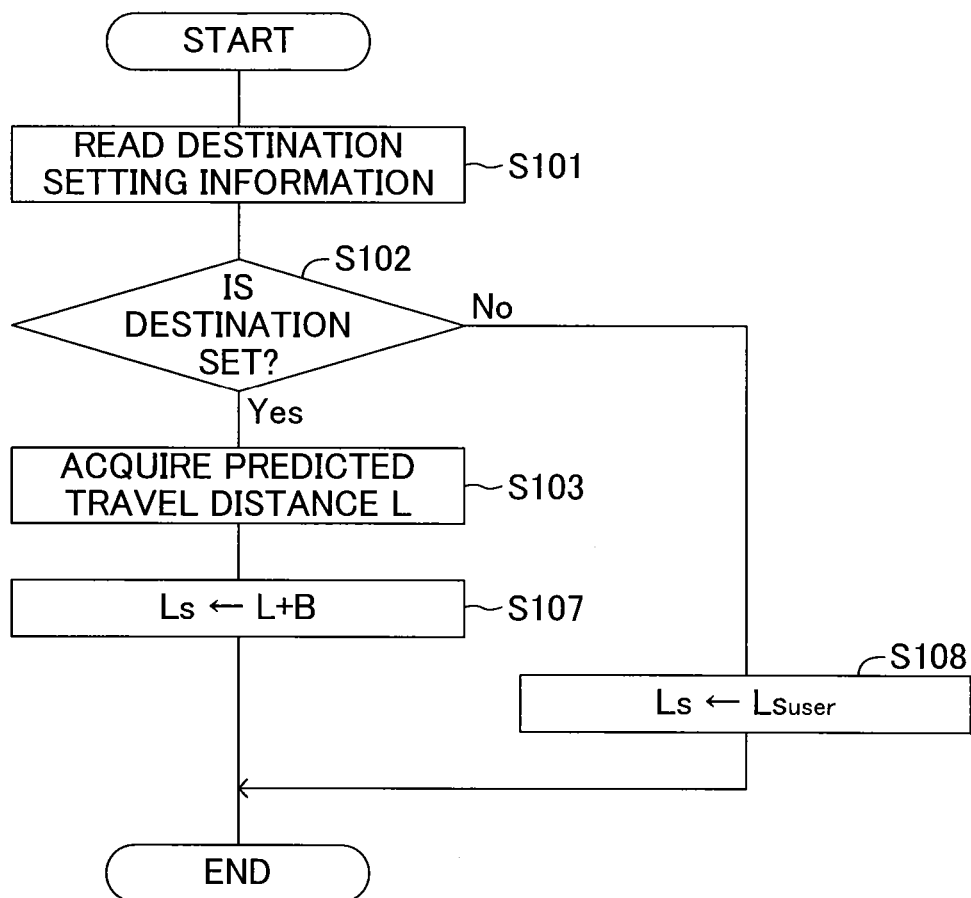 START
READ DESTINATION
SETTING INFORMATION
S101
S102
IS
DESTINATION
SET?
No
Yes
ACQUIRE PREDICTED
TRAVEL DISTANCE L
S103
Ls ← L+B
S107
S108
Ls ← Lsuser
END